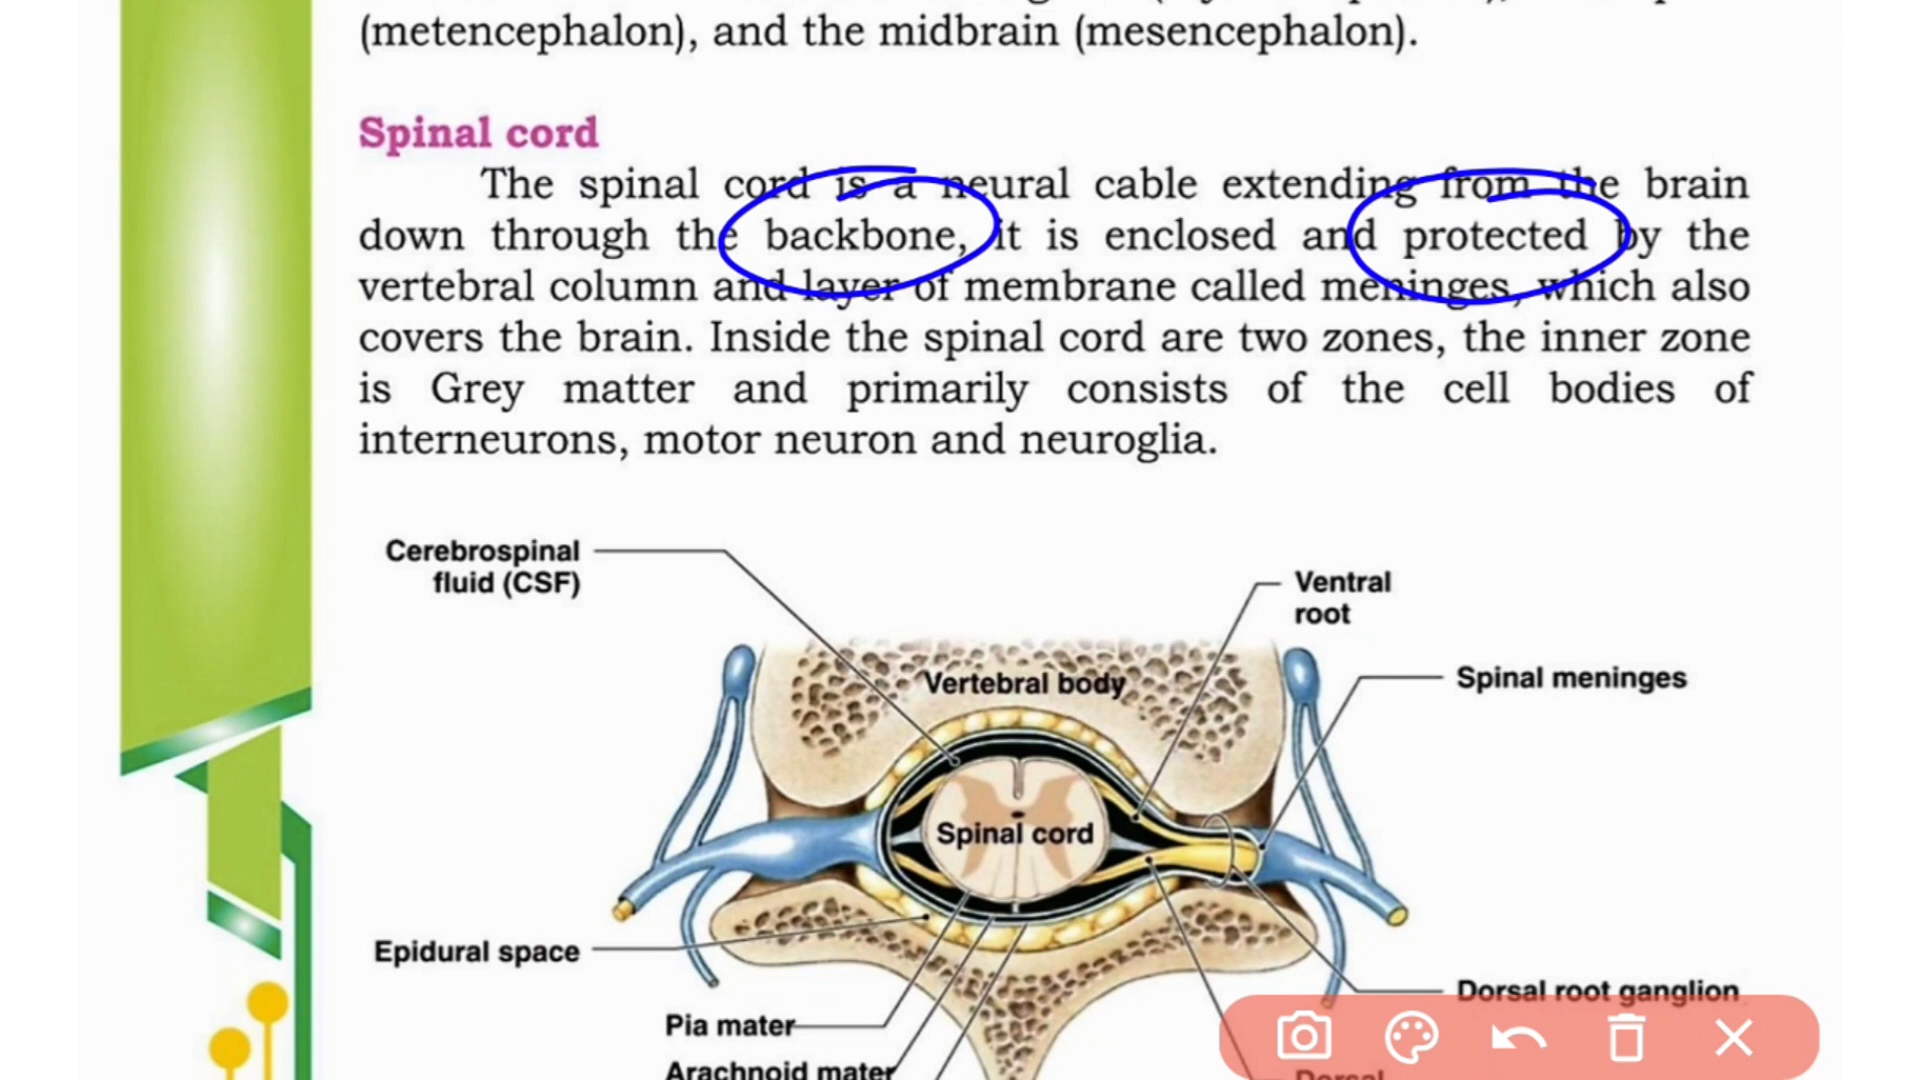 (metencephalon), and the midbrain (mesencephalon).
Spinal cord
The spinal cord is a neural cable extending from the brain
down through the backbone, it is enclosed and protected by the
vertebral column and layer of membrane called meninges, which also
covers the brain. Inside the spinal cord are two zones, the inner zone
is Grey matter and primarily consists of the cell bodies of
interneurons, motor neuron and neuroglia.
Cerebrospinal
fluid (CSF)
Ventral
root
Spinal meninges
Vertebral body
Spinal cord
Epidural space
Dorsal root ganglion
Pia mater
Arachnoid mater
Dorsal